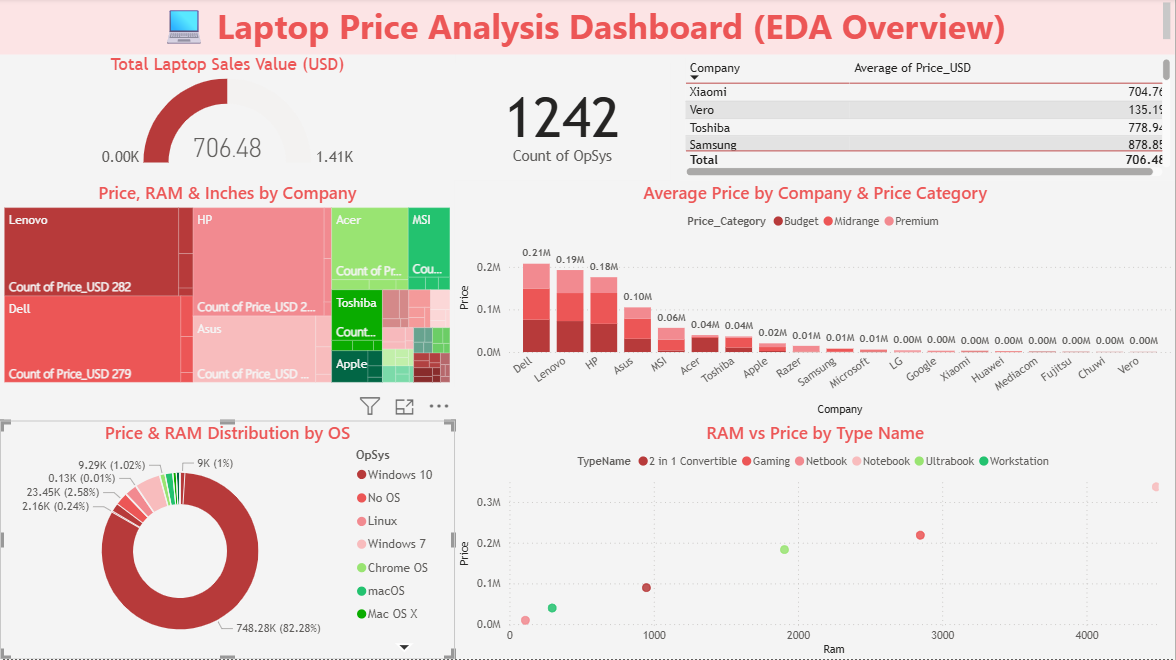 Laptop Price Analysis Dashboard (EDA Overview)
Total Laptop Sales Value (USD)
0.00K
706.48
1.41K
1242
Count of OpSys
Company Average of Price_USD
Xiaomi 704.76
Vero 135.19
Toshiba 778.94
Samsung 878.85
Total 706.48
Price, RAM & Inches by Company
Lenovo
Count of Price_USD 282
Dell
Count of Price_USD 279
HP
Count of Price_USD 2...
Asus
Count of Price_USD ...
Acer
Count of Pr...
MSI
Cou...
Toshiba
Count...
Apple
Average Price by Company & Price Category
Price_Category Budget Midrange Premium
Price
0.2M
0.1M
0.0M
0.21M 0.19M 0.18M 0.10M 0.06M 0.04M 0.04M 0.02M 0.01M 0.01M 0.01M 0.00M 0.00M 0.00M 0.00M 0.00M 0.00M 0.00M 0.00M
Dell Lenovo HP Asus MSI Acer Toshiba Apple Razer Samsung Microsoft LG Google Xiaomi Huawei Mediacom Fujitsu Chuwi Vero
Company
Price & RAM Distribution by OS
9K (1%)
9.29K (1.02%)
0.13K (0.01%)
23.45K (2.58%)
2.16K (0.24%)
748.28K (82.28%)
OpSys
Windows 10
No OS
Linux
Windows 7
Chrome OS
macOS
Mac OS X
RAM vs Price by Type Name
TypeName 2 in 1 Convertible Gaming Netbook Notebook Ultrabook Workstation
Price
0.3M
0.2M
0.1M
0.0M
0 1000 2000 3000 4000
Ram